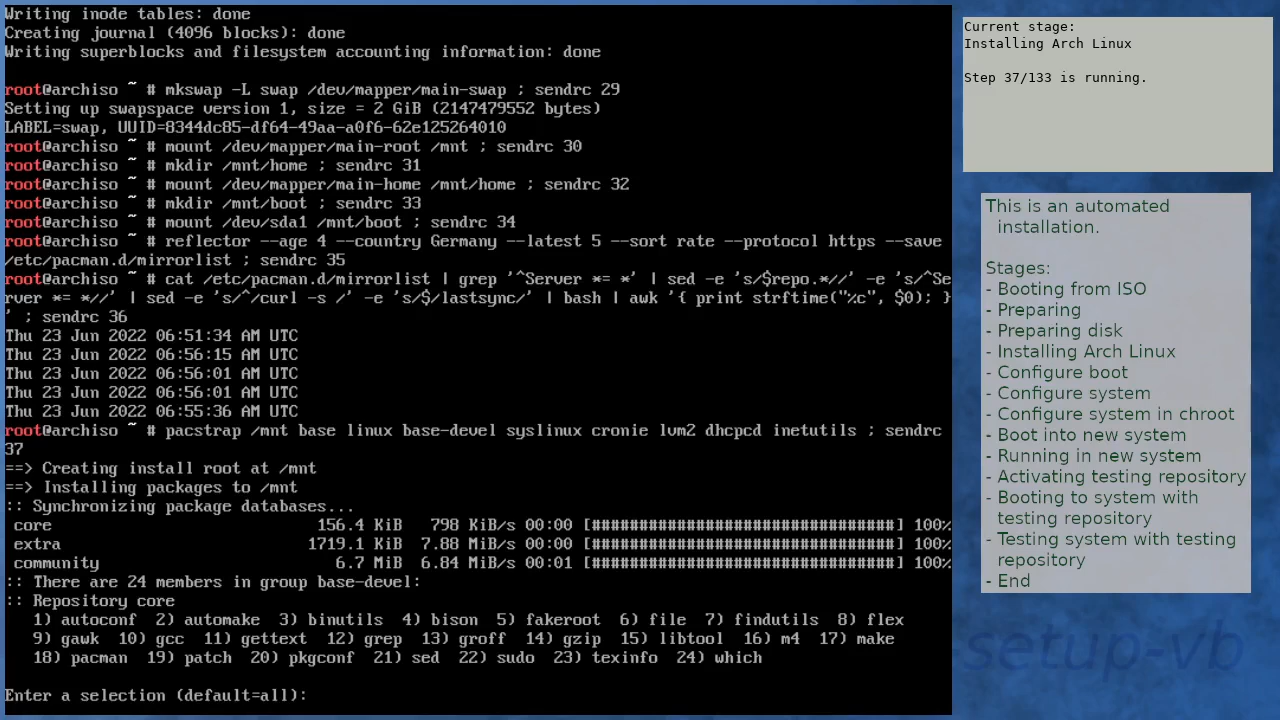 Writing inode tables: done
Creating journal (4096 blocks): done
Writing superblocks and filesystem accounting information: done
root@archiso ~ # mkswap -L swap /dev/mapper/main-swap ; sendrc 29
Setting up swapspace version 1, size = 2 GiB (2147479552 bytes)
LABEL=swap, UUID=8344dc85-df64-49aa-a0f6-62e125264010
root@archiso ~ # mount /dev/mapper/main-root /mnt ; sendrc 30
root@archiso ~ # mkdir /mnt/home ; sendrc 31
root@archiso ~ # mount /dev/mapper/main-home /mnt/home ; sendrc 32
root@archiso ~ # mkdir /mnt/boot ; sendrc 33
root@archiso ~ # mount /dev/sda1 /mnt/boot ; sendrc 34
root@archiso ~ # reflector --age 4 --country Germany --latest 5 --sort rate --protocol https --save
/etc/pacman.d/mirrorlist ; sendrc 35
root@archiso ~ # cat /etc/pacman.d/mirrorlist | grep '^Server *= *' | sed -e 's/$repo.*//' -e 's/^Se
rver *= *//' | sed -e 's/^/curl -s /' -e 's/$/lastsync/' | bash | awk '{ print strftime("%c", $0); }
' ; sendrc 36
Thu 23 Jun 2022 06:51:34 AM UTC
Thu 23 Jun 2022 06:56:15 AM UTC
Thu 23 Jun 2022 06:56:01 AM UTC
Thu 23 Jun 2022 06:56:01 AM UTC
Thu 23 Jun 2022 06:55:36 AM UTC
root@archiso ~ # pacstrap /mnt base linux base-devel syslinux cronie lvm2 dhcpcd inetutils ; sendrc
37
==> Creating install root at /mnt
==> Installing packages to /mnt
:: Synchronizing package databases...
core 156.4 KiB 798 KiB/s 00:00 [################################] 100%
extra 1719.1 KiB 7.88 MiB/s 00:00 [################################] 100%
community 6.7 MiB 6.84 MiB/s 00:01 [################################] 100%
:: There are 24 members in group base-devel:
:: Repository core
1) autoconf 2) automake 3) binutils 4) bison 5) fakeroot 6) file 7) findutils 8) flex
9) gawk 10) gcc 11) gettext 12) grep 13) groff 14) gzip 15) libtool 16) m4 17) make
18) pacman 19) patch 20) pkgconf 21) sed 22) sudo 23) texinfo 24) which
Enter a selection (default=all):
Current stage:
Installing Arch Linux
Step 37/133 is running.
This is an automated
installation.
Stages:
- Booting from ISO
- Preparing
- Preparing disk
- Installing Arch Linux
- Configure boot
- Configure system
- Configure system in chroot
- Boot into new system
- Running in new system
- Activating testing repository
- Booting to system with
testing repository
- Testing system with testing
repository
- End
setup-vb